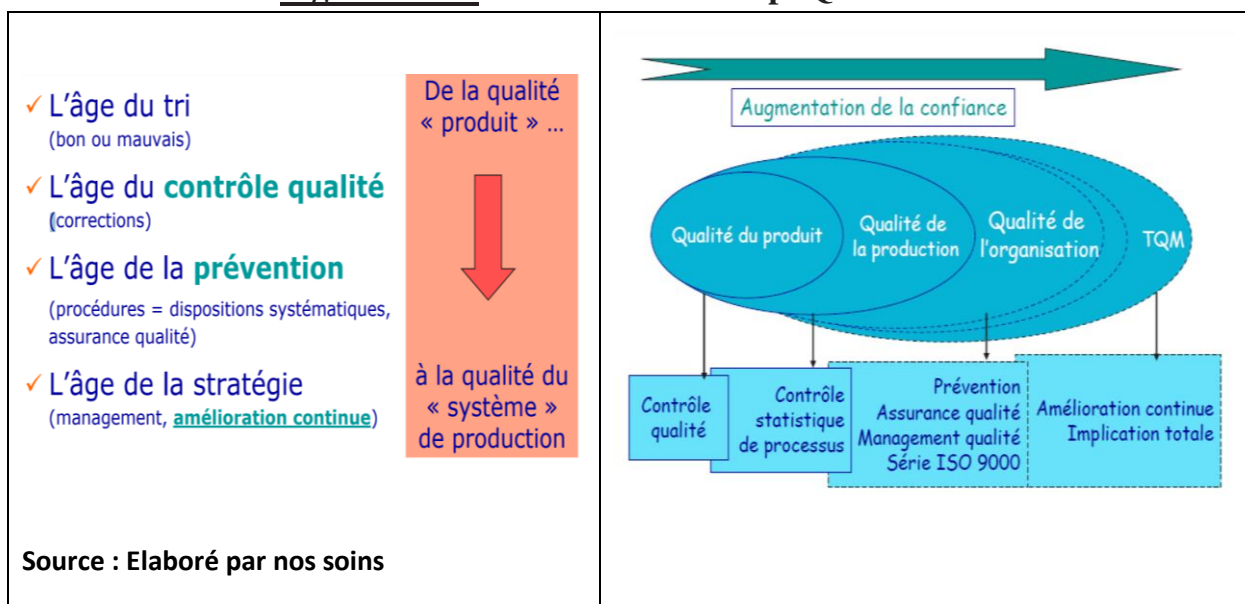 ✓ L'âge du tri
(bon ou mauvais)
✓ L'âge du contrôle qualité
(corrections)
✓ L'âge de la prévention
(procédures = dispositions systématiques,
assurance qualité)
✓ L'âge de la stratégie
(management, amélioration continue)
De la qualité
« produit » ...
à la qualité du
« système »
de production
Source : Elaboré par nos soins
Augmentation de la confiance
Qualité du produit
Qualité de
la production
Qualité de
l'organisation
TQM
Contrôle
qualité
Contrôle
statistique
de processus
Prévention
Assurance qualité
Management qualité
Série ISO 9000
Amélioration continue
Implication totale